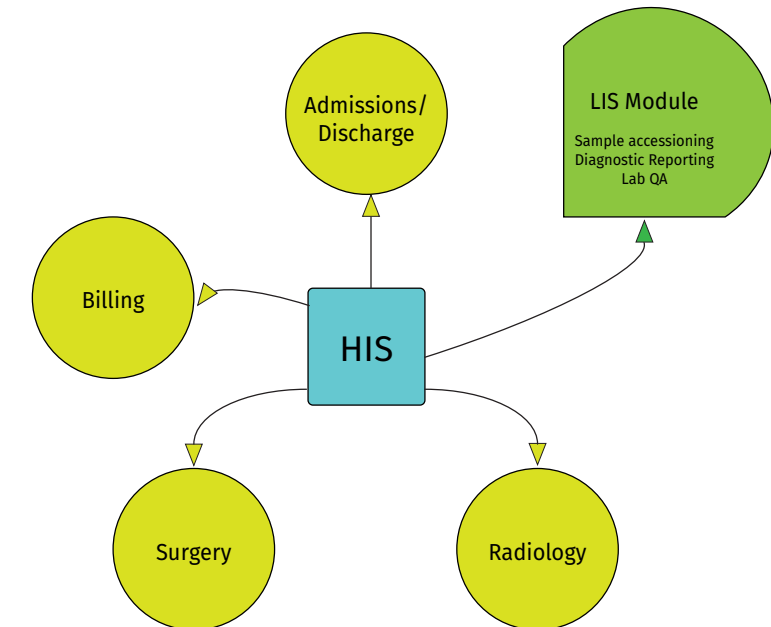 Admissions/
Discharge
LIS Module
Sample accessioning
Diagnostic Reporting
Lab QA
Billing
HIS
Surgery
Radiology